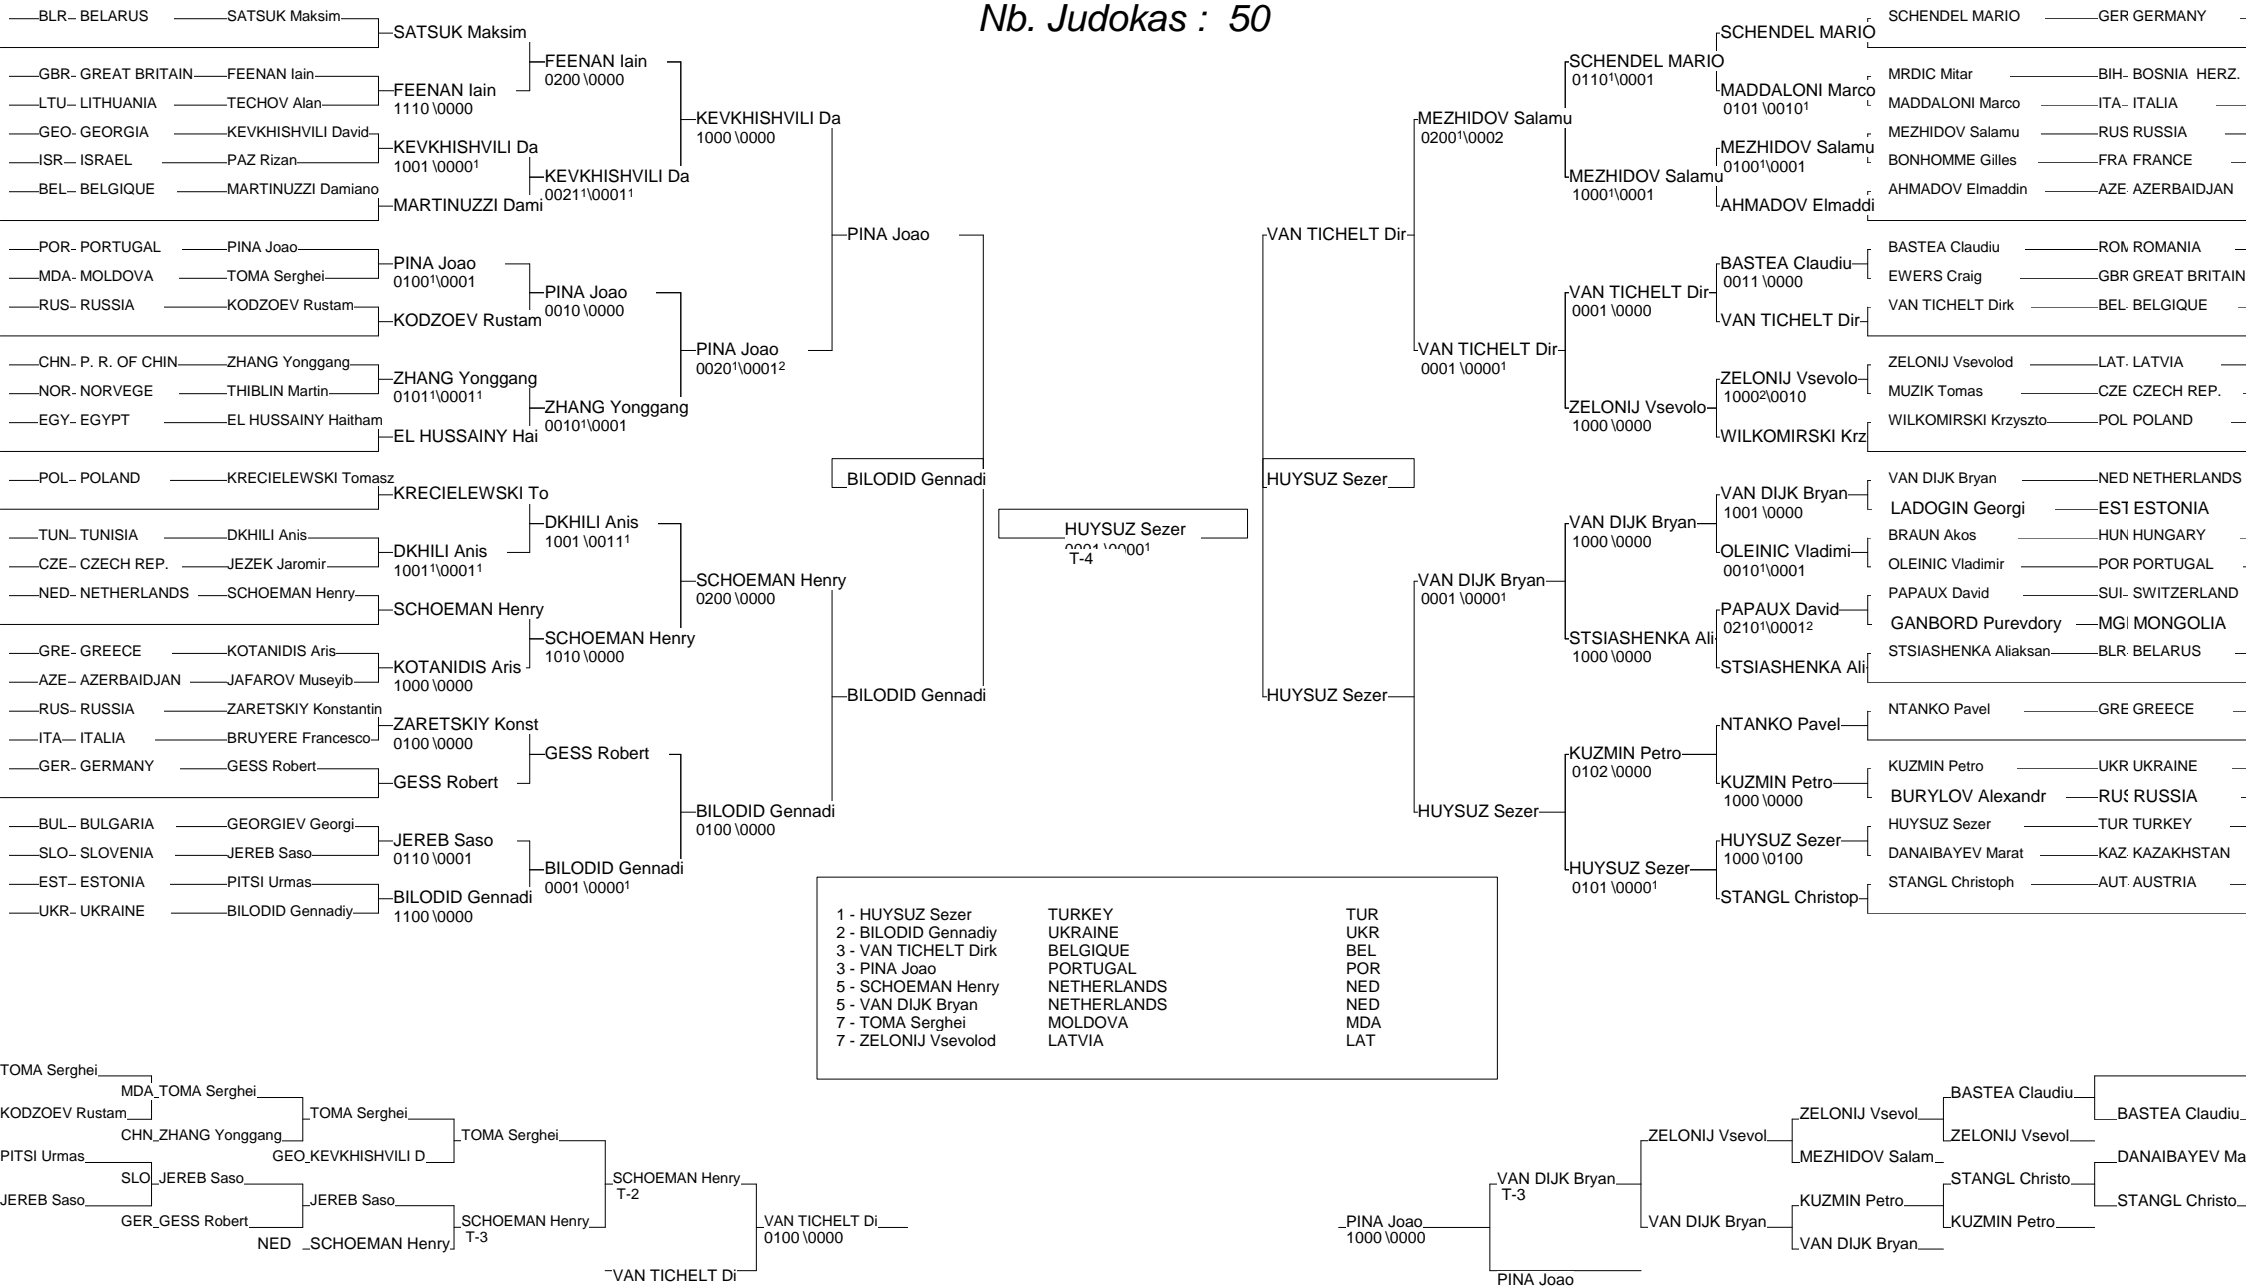 Nb. Judokas : 50
BLR BELARUS SATSUK Maksim
GBR GREAT BRITAIN FEENAN Iain
LTU LITHUANIA TECHOV Alan
GEO GEORGIA KEVKHISHVILI David
ISR ISRAEL PAZ Rizan
BEL BELGIQUE MARTINUZZI Damiano
POR PORTUGAL PINA Joao
MDA MOLDOVA TOMA Serghei
RUS RUSSIA KODZOEV Rustam
CHN P. R. OF CHIN ZHANG Yonggang
NOR NORVEGE THIBLIN Martin
EGY EGYPT EL HUSSAINY Haitham
POL POLAND KRECIELEWSKI Tomasz
TUN TUNISIA DKHILI Anis
CZE CZECH REP. JEZEK Jaromir
NED NETHERLANDS SCHOEMAN Henry
GRE GREECE KOTANIDIS Aris
AZE AZERBAIDJAN JAFAROV Museyib
RUS RUSSIA ZARETSKIY Konstantin
ITA ITALIA BRUYERE Francesco
GER GERMANY GESS Robert
BUL BULGARIA GEORGIEV Georgi
SLO SLOVENIA JEREB Saso
EST ESTONIA PITSI Urmas
UKR UKRAINE BILODID Gennadiy
SATSUK Maksim
FEENAN Iain
1110 \0000
KEVKHISHVILI Da
1001 \0000¹
MARTINUZZI Dami
PINA Joao
0100¹\0001
KODZOEV Rustam
ZHANG Yonggang
0101¹\0001¹
EL HUSSAINY Hai
KRECIELEWSKI To
DKHILI Anis
1001¹\0001¹
SCHOEMAN Henry
KOTANIDIS Aris
1000 \0000
ZARETSKIY Konst
0100 \0000
GESS Robert
JEREB Saso
0110 \0001
BILODID Gennadi
1100 \0000
FEENAN Iain
0200 \0000
KEVKHISHVILI Da
0021¹\0001¹
PINA Joao
0010 \0000
ZHANG Yonggang
0010¹\0001
DKHILI Anis
1001 \0011¹
SCHOEMAN Henry
1010 \0000
GESS Robert
BILODID Gennadi
0001 \0000¹
KEVKHISHVILI Da
1000 \0000
PINA Joao
0020¹\0001²
SCHOEMAN Henry
0200 \0000
BILODID Gennadi
0100 \0000
PINA Joao
BILODID Gennadi
BILODID Gennadi
HUYSUZ Sezer
0001 \0000¹
T-4
VAN TICHELT Dir
HUYSUZ Sezer
HUYSUZ Sezer
MEZHIDOV Salamu
0200¹\0002
VAN TICHELT Dir
0001 \0000¹
VAN DIJK Bryan
0001 \0000¹
HUYSUZ Sezer
SCHENDEL MARIO
0110¹\0001
MEZHIDOV Salamu
1000¹\0001
VAN TICHELT Dir
0001 \0000
ZELONIJ Vsevolo
1000 \0000
VAN DIJK Bryan
1000 \0000
STSIASHENKA Ali
1000 \0000
KUZMIN Petro
0102 \0000
HUYSUZ Sezer
0101 \0000¹
SCHENDEL MARIO
MADDALONI Marco
0101 \0010¹
MEZHIDOV Salamu
0100¹\0001
AHMADOV Elmaddi
BASTEA Claudiu
0011 \0000
VAN TICHELT Dir
ZELONIJ Vsevolo
1000²\0010
WILKOMIRSKI Krz
VAN DIJK Bryan
1001 \0000
OLEINIC Vladimi
0010¹\0001
PAPAUX David
0210¹\0001²
STSIASHENKA Ali
NTANKO Pavel
KUZMIN Petro
1000 \0000
HUYSUZ Sezer
1000 \0100
STANGL Christop
SCHENDEL MARIO GER GERMANY
MRDIC Mitar BIH BOSNIA HERZ.
MADDALONI Marco ITA ITALIA
MEZHIDOV Salamu RUS RUSSIA
BONHOMME Gilles FRA FRANCE
AHMADOV Elmaddin AZE AZERBAIDJAN
BASTEA Claudiu ROM ROMANIA
EWERS Craig GBR GREAT BRITAIN
VAN TICHELT Dirk BEL BELGIQUE
ZELONIJ Vsevolod LAT LATVIA
MUZIK Tomas CZE CZECH REP.
WILKOMIRSKI Krzyszto POL POLAND
VAN DIJK Bryan NED NETHERLANDS
LADOGIN Georgi EST ESTONIA
BRAUN Akos HUN HUNGARY
OLEINIC Vladimir POR PORTUGAL
PAPAUX David SUI SWITZERLAND
GANBORD Purevdory MG MONGOLIA
STSIASHENKA Aliaksan BLR BELARUS
NTANKO Pavel GRE GREECE
KUZMIN Petro UKR UKRAINE
BURYLOV Alexandr RUS RUSSIA
HUYSUZ Sezer TUR TURKEY
DANAIBAYEV Marat KAZ KAZAKHSTAN
STANGL Christoph AUT AUSTRIA
1 - HUYSUZ Sezer TURKEY TUR
2 - BILODID Gennadiy UKRAINE UKR
3 - VAN TICHELT Dirk BELGIQUE BEL
3 - PINA Joao PORTUGAL POR
5 - SCHOEMAN Henry NETHERLANDS NED
5 - VAN DIJK Bryan NETHERLANDS NED
7 - TOMA Serghei MOLDOVA MDA
7 - ZELONIJ Vsevolod LATVIA LAT
TOMA Serghei
KODZOEV Rustam
PITSI Urmas
JEREB Saso
MDA TOMA Serghei
CHN ZHANG Yonggang
SLO JEREB Saso
GER GESS Robert
TOMA Serghei
GEO KEVKHISHVILI D
JEREB Saso
NED SCHOEMAN Henry
TOMA Serghei
SCHOEMAN Henry
T-3
SCHOEMAN Henry
T-2
VAN TICHELT Di
VAN TICHELT Di
0100 \0000
PINA Joao
1000 \0000
VAN DIJK Bryan
T-3
PINA Joao
ZELONIJ Vsevol
VAN DIJK Bryan
ZELONIJ Vsevol
MEZHIDOV Salam
KUZMIN Petro
VAN DIJK Bryan
BASTEA Claudiu
ZELONIJ Vsevol
STANGL Christo
KUZMIN Petro
BASTEA Claudiu
DANAIBAYEV Ma
STANGL Christo